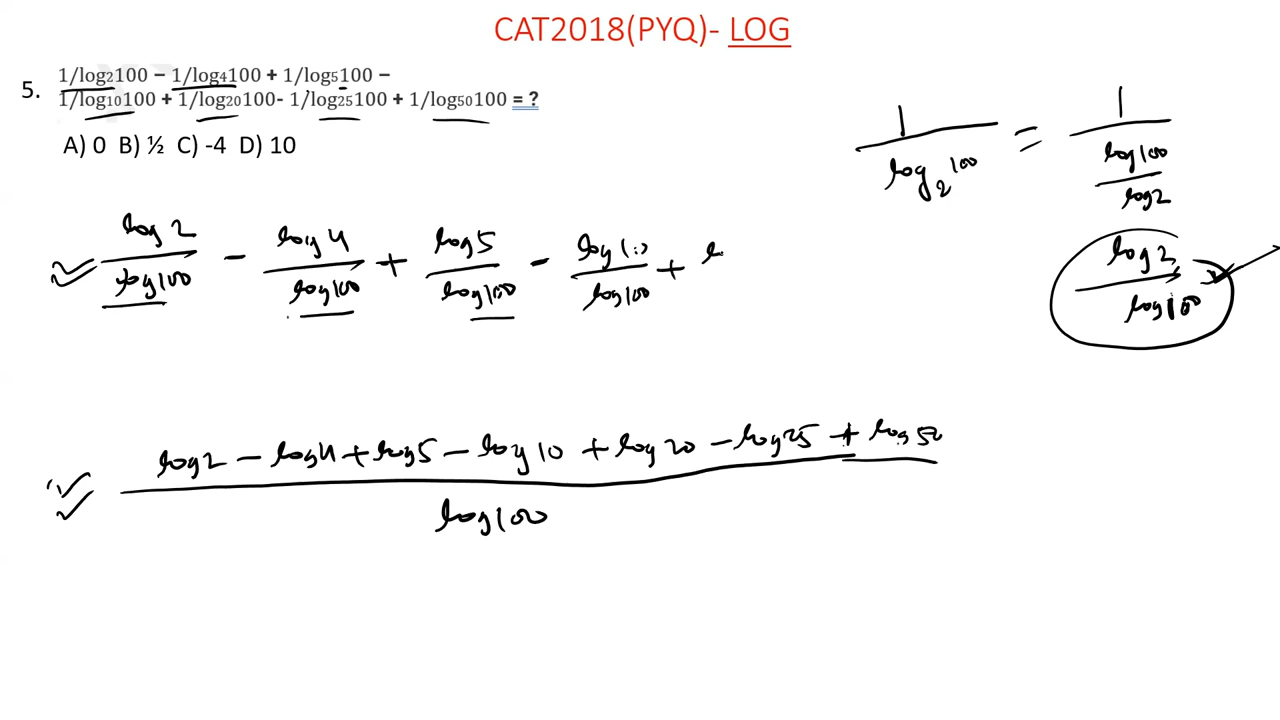 CAT2018(PYQ)- LOG
5. 1/log₂100 − 1/log₄100 + 1/log₅100 −
1/log₁₀100 + 1/log₂₀100- 1/log₂₅100 + 1/log₅₀100 = ?
A) 0 B) ½ C) -4 D) 10
1 / log₂100 = 1 / (log100 / log2)
log2 / log100
log2 / log100 − log4 / log100 + log5 / log100 − log10 / log100 +
log2 − log4 + log5 − log10 + log20 − log25 + log50
log100